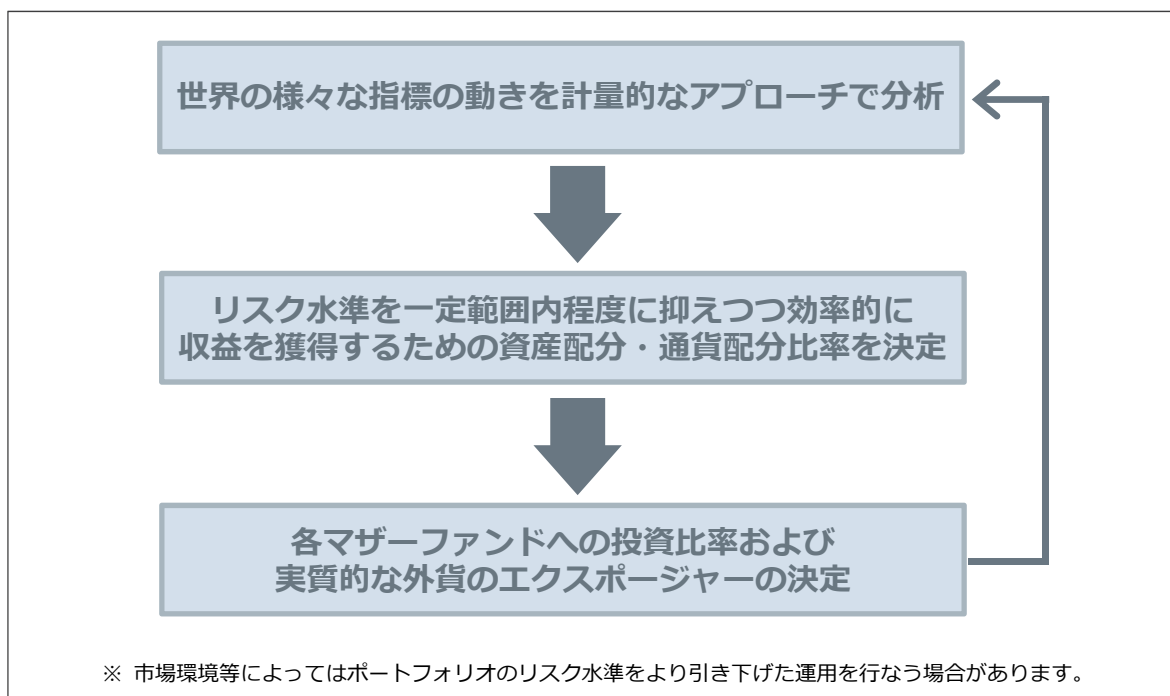 世界の様々な指標の動きを計量的なアプローチで分析
リスク水準を一定範囲内程度に抑えつつ効率的に
収益を獲得するための資産配分・通貨配分比率を決定
各マザーファンドへの投資比率および
実質的な外貨のエクスポージャーの決定
※ 市場環境等によってはポートフォリオのリスク水準をより引き下げた運用を行なう場合があります。